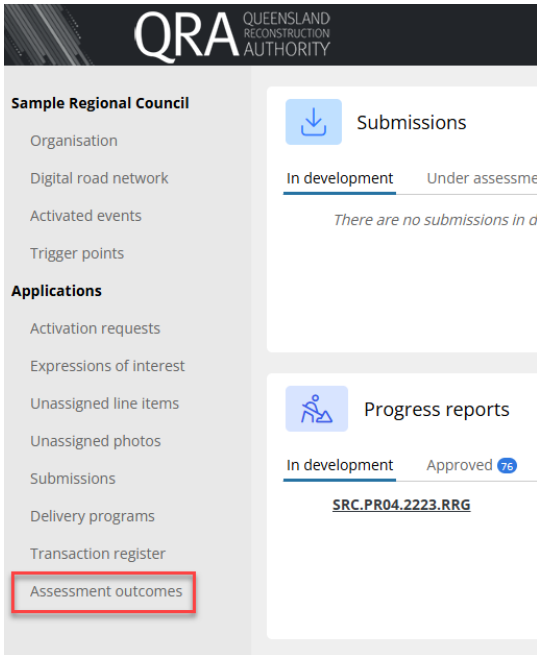 QRA
QUEENSLAND
RECONSTRUCTION
AUTHORITY
Sample Regional Council
Organisation
Digital road network
Activated events
Trigger points
Applications
Activation requests
Expressions of interest
Unassigned line items
Unassigned photos
Submissions
Delivery programs
Transaction register
Assessment outcomes
Submissions
In development Under assessme
There are no submissions in d
Progress reports
In development Approved 76
SRC.PR04.2223.RRG